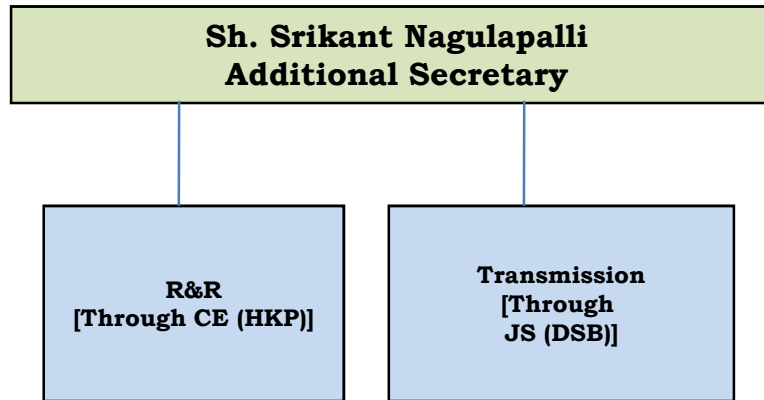 Sh. Srikant Nagulapalli
Additional Secretary
R&R
[Through CE (HKP)]
Transmission
[Through
JS (DSB)]